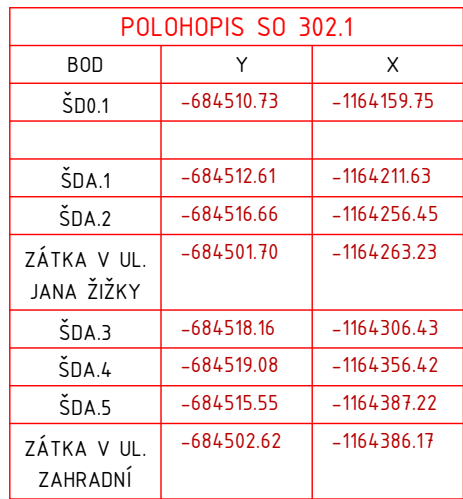 POLOHOPIS SO 302.1
BOD Y X
ŠD0.1 -684510.73 -1164159.75
ŠDA.1 -684512.61 -1164211.63
ŠDA.2 -684516.66 -1164256.45
ZÁTKA V UL. -684501.70 -1164263.23
JANA ŽIŽKY
ŠDA.3 -684518.16 -1164306.43
ŠDA.4 -684519.08 -1164356.42
ŠDA.5 -684515.55 -1164387.22
ZÁTKA V UL. -684502.62 -1164386.17
ZAHRADNÍ